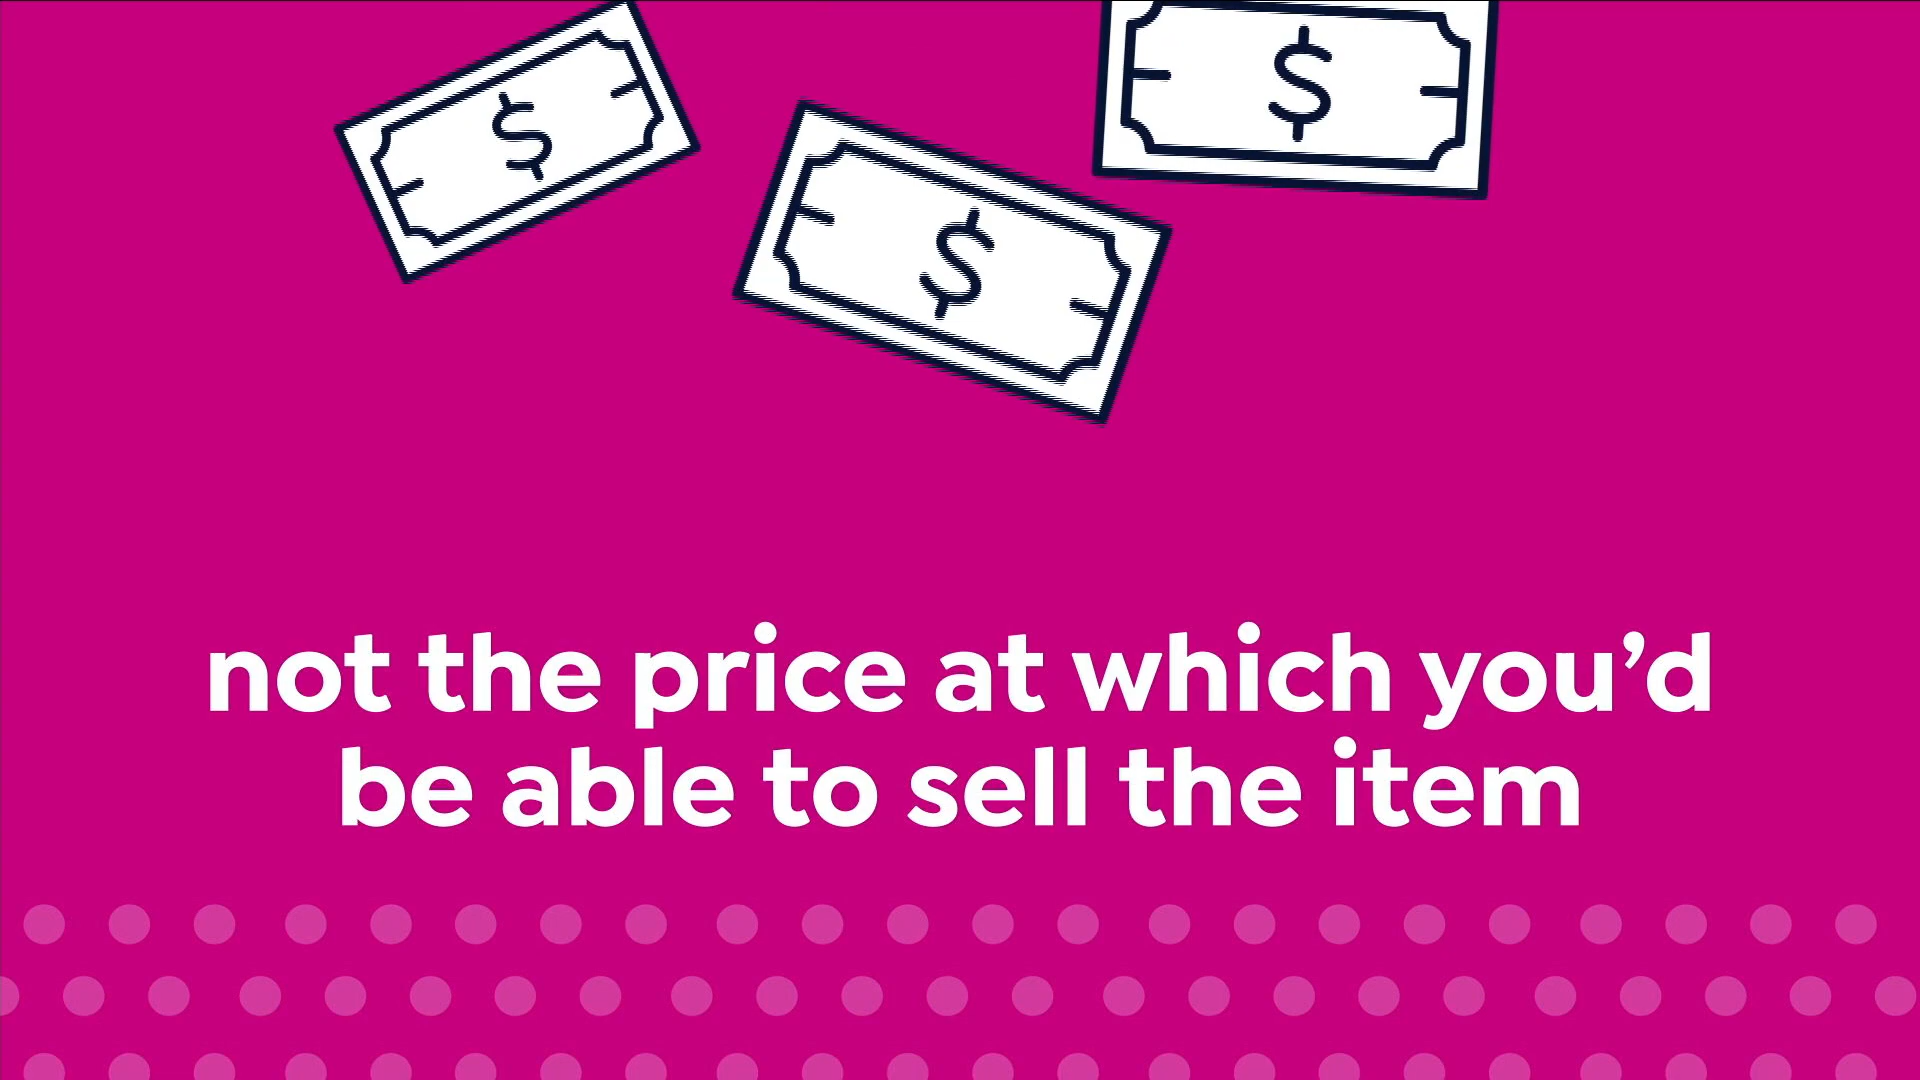 $
$
$
not the price at which you’d
be able to sell the item